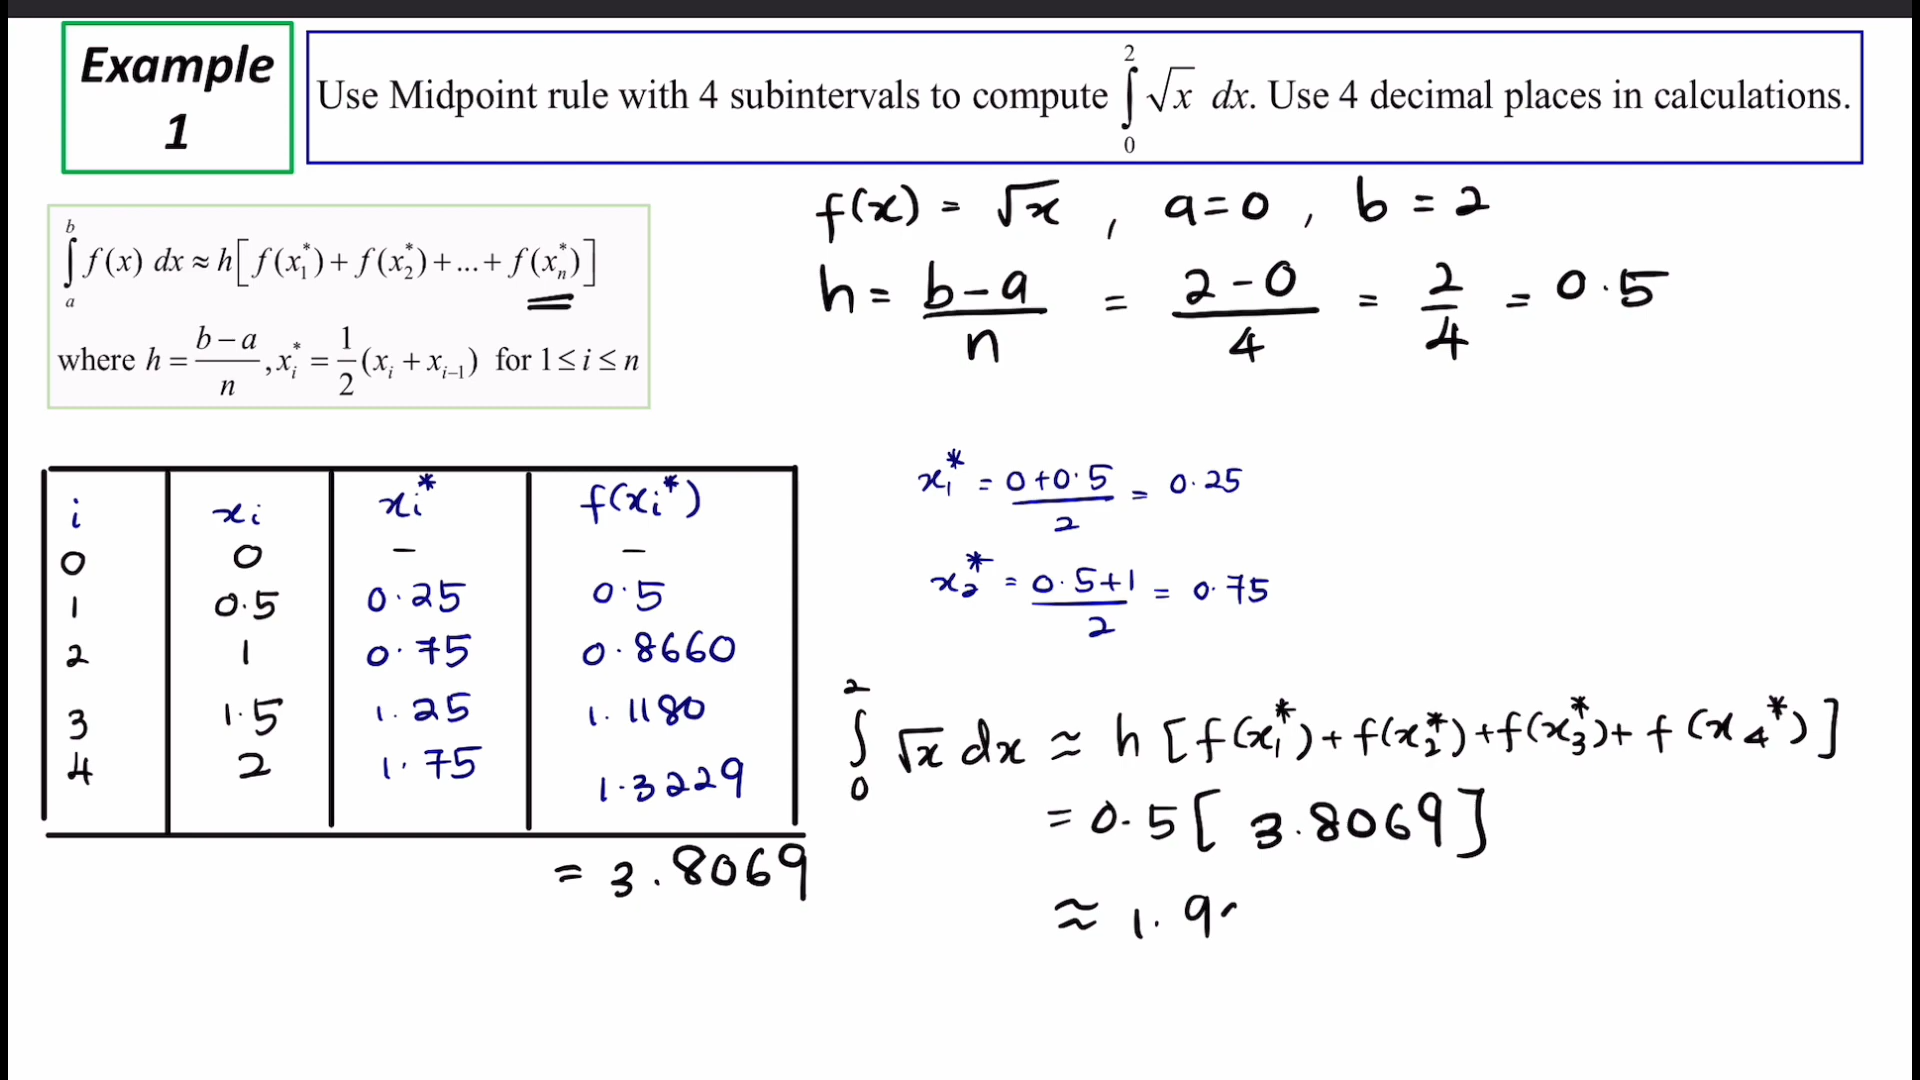 Example
1
Use Midpoint rule with 4 subintervals to compute ∫₀² √x dx. Use 4 decimal places in calculations.
∫ₐᵇ f(x) dx ≈ h[f(x₁*) + f(x₂*) + ... + f(xₙ*)]
where h = (b − a)/n, xᵢ* = 1/2 (xᵢ + xᵢ₋₁) for 1 ≤ i ≤ n
f(x) = √x , a=0 , b = 2
h = (b − a)/n = (2 − 0)/4 = 2/4 = 0.5
i xi xi* f(xi*)
0 0 – –
1 0.5 0.25 0.5
2 1 0.75 0.8660
3 1.5 1.25 1.1180
4 2 1.75 1.3229
= 3.8069
x₁* = (0+0.5)/2 = 0.25
x₂* = (0.5+1)/2 = 0.75
∫₀² √x dx ≈ h [f(x₁*) + f(x₂*) + f(x₃*) + f(x₄*)]
= 0.5[3.8069]
≈ 1.9